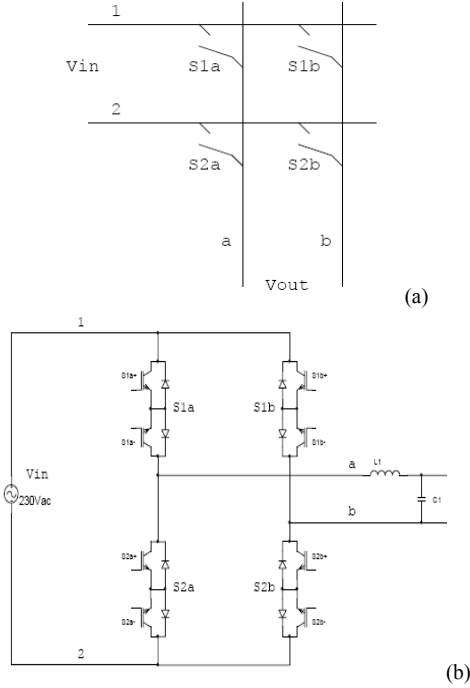 1
Vin S1a S1b
2
S2a S2b
a b
Vout
(a)
1
S1a+ S1b+
S1a S1b
S1a- S1b-
a L1
Vin
230Vac
C1
b
S2a+ S2b+
S2a S2b
S2a- S2b-
2
(b)